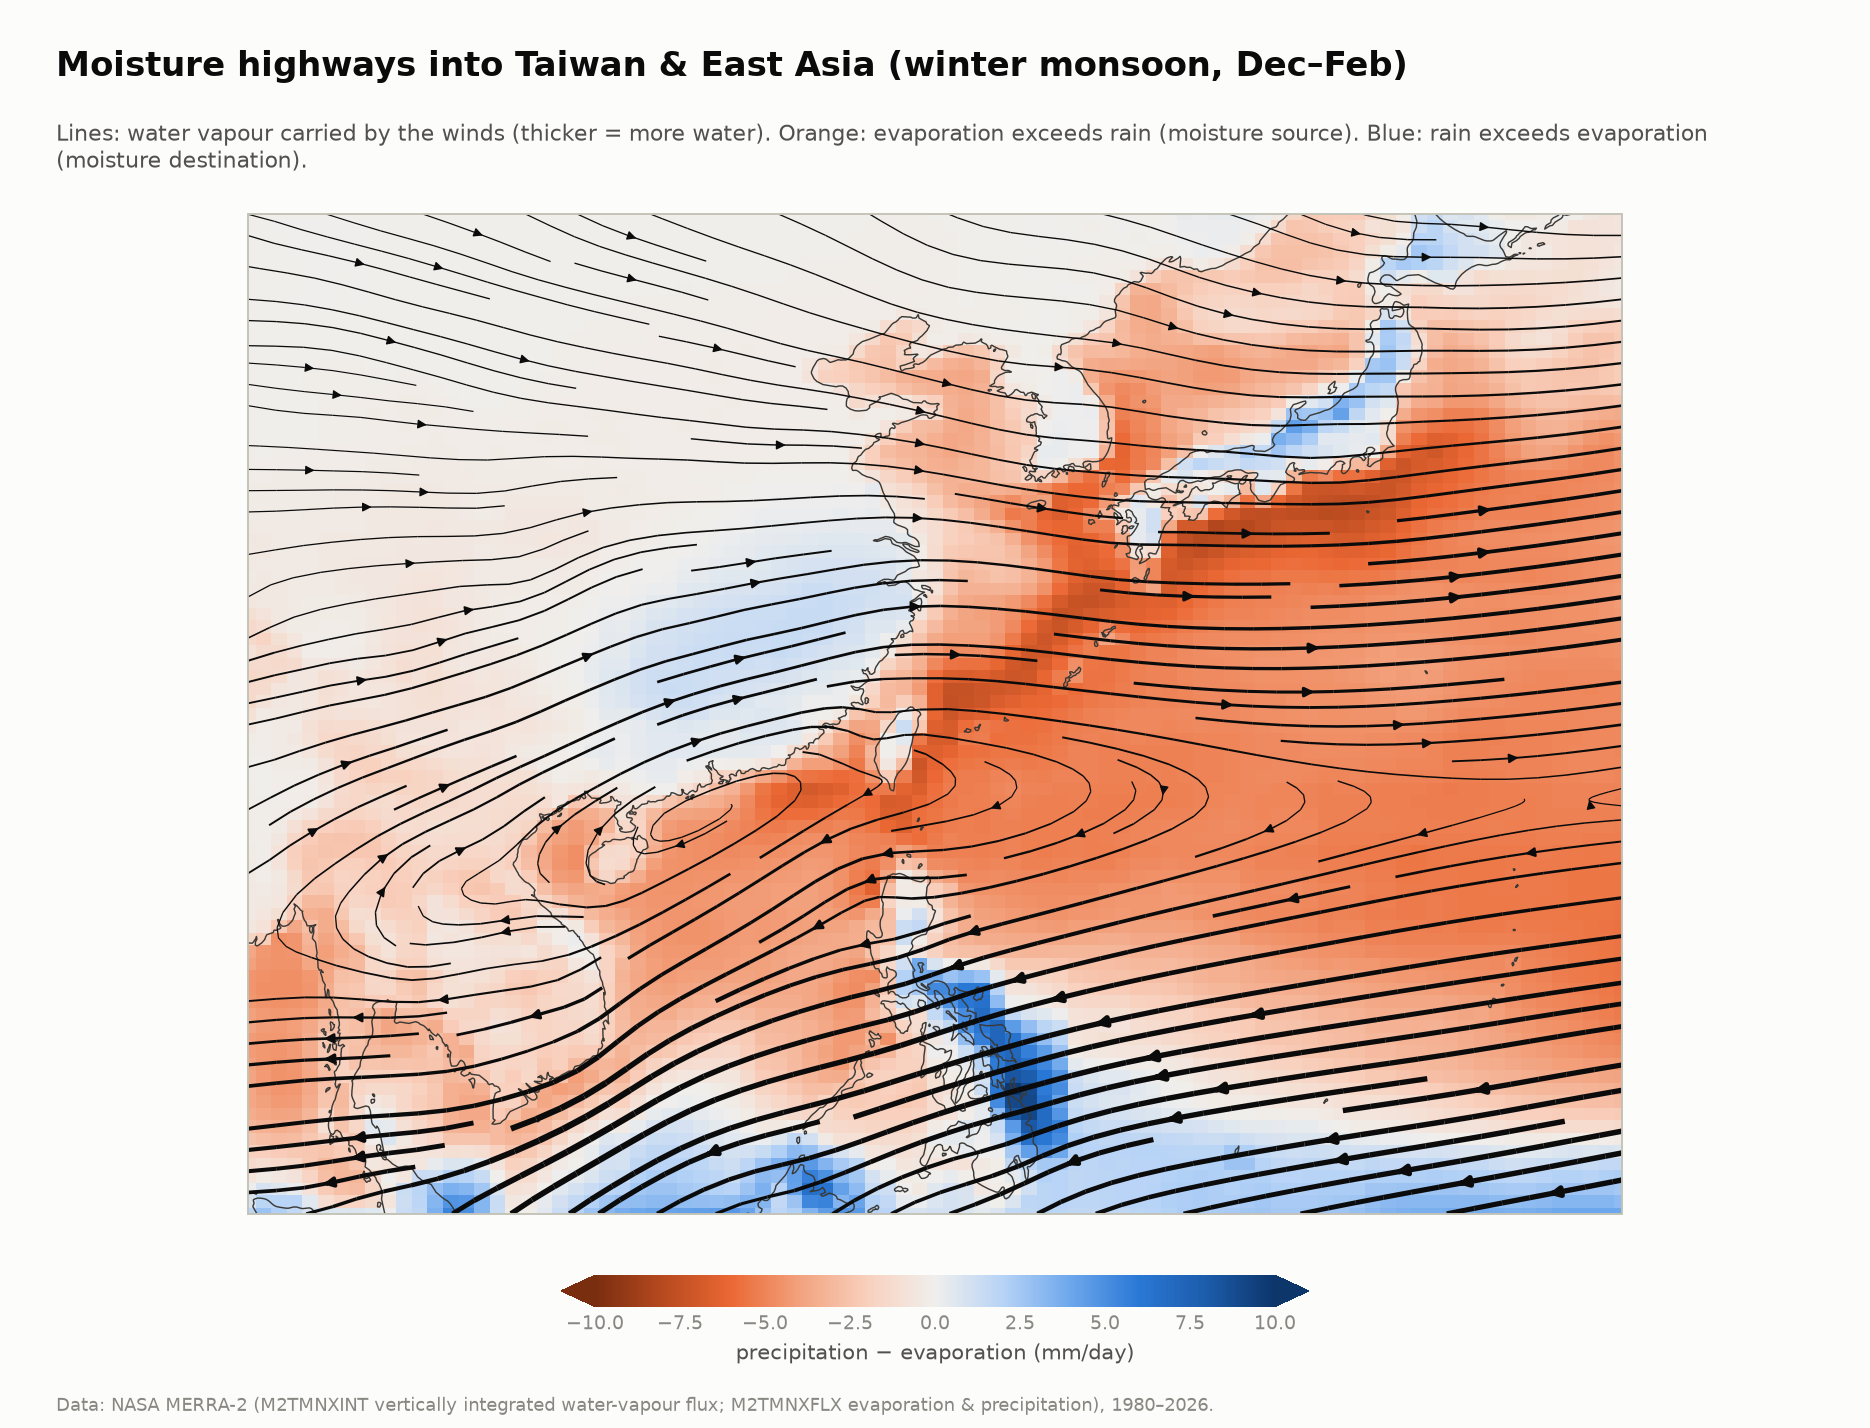 Moisture highways into Taiwan & East Asia (winter monsoon, Dec–Feb)
Lines: water vapour carried by the winds (thicker = more water). Orange: evaporation exceeds rain (moisture source). Blue: rain exceeds evaporation
(moisture destination).
−10.0 −7.5 −5.0 −2.5 0.0 2.5 5.0 7.5 10.0
precipitation − evaporation (mm/day)
Data: NASA MERRA-2 (M2TMNXINT vertically integrated water-vapour flux; M2TMNXFLX evaporation & precipitation), 1980–2026.